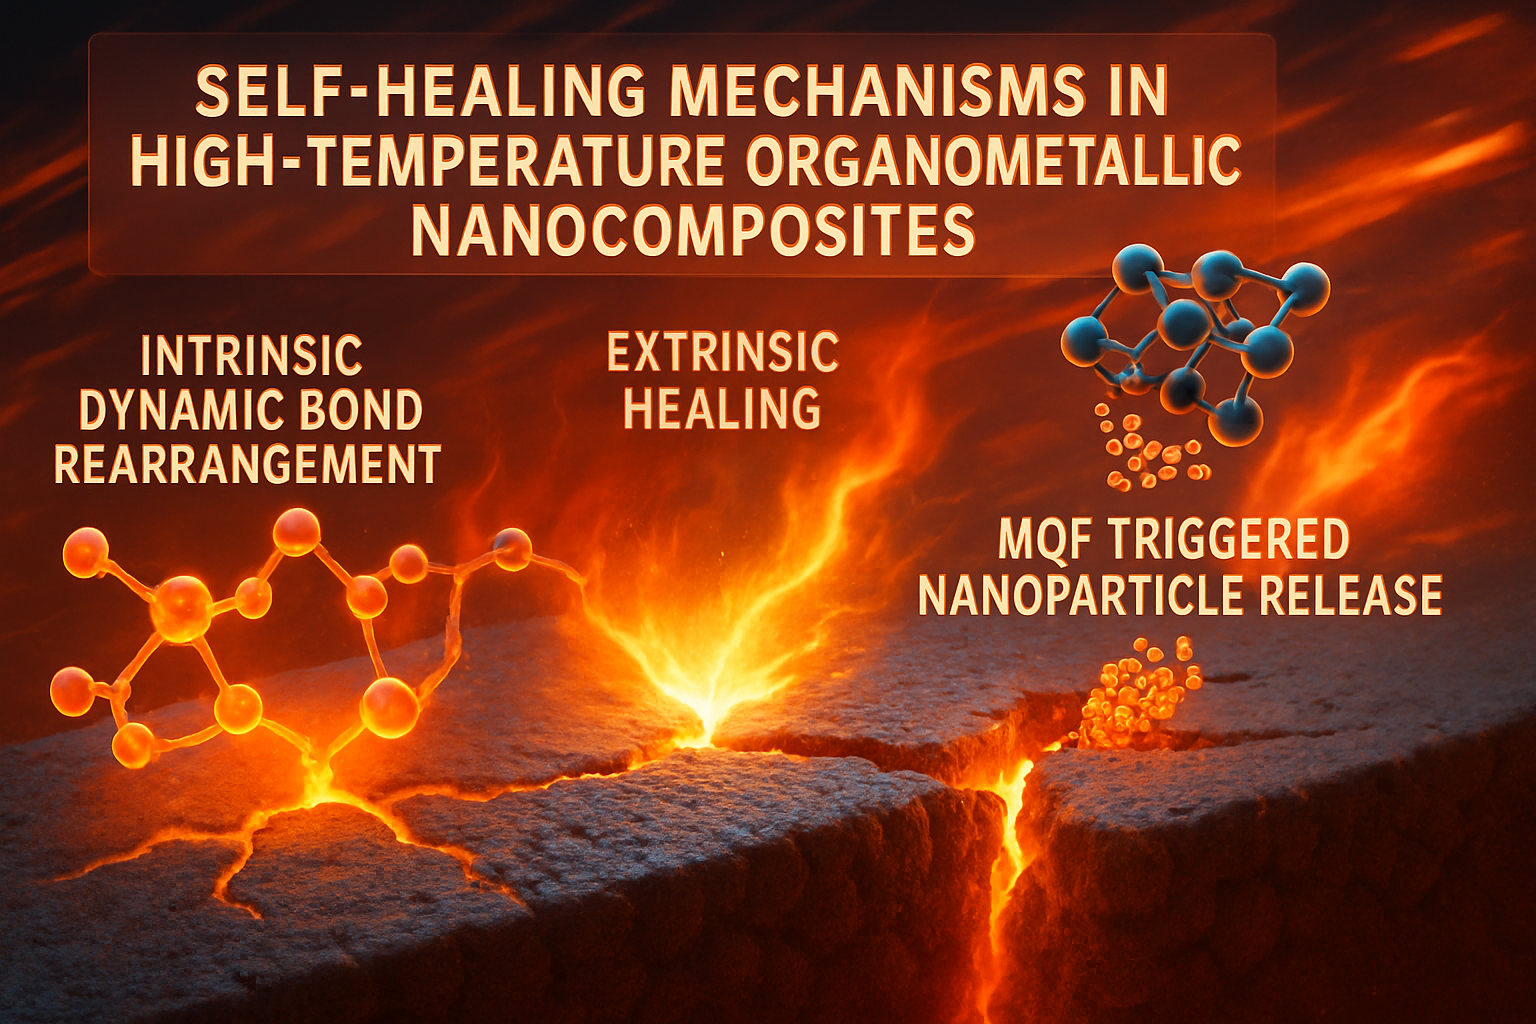 SELF-HEALING MECHANISMS IN
HIGH-TEMPERATURE ORGANOMETALLIC
NANOCOMPOSITES
INTRINSIC
DYNAMIC BOND
REARRANGEMENT
EXTRINSIC
HEALING
MQF TRIGGERED
NANOPARTICLE RELEASE